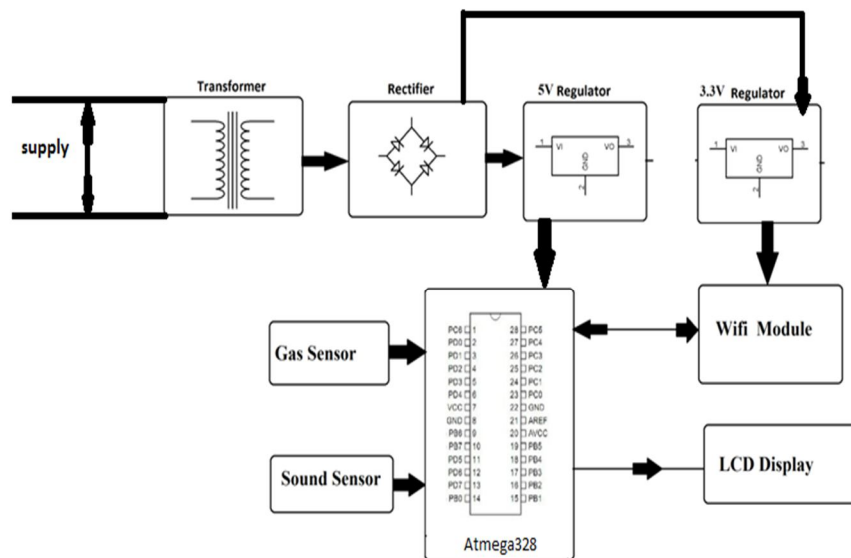 Transformer
Rectifier
5V Regulator
3.3V Regulator
supply
1 VI VO 3
GND
2
1 VI VO 3
GND
2
Gas Sensor
Sound Sensor
Wifi Module
LCD Display
PC6 1 28 PC5
PD0 2 27 PC4
PD1 3 26 PC3
PD2 4 25 PC2
PD3 5 24 PC1
PD4 6 23 PC0
VCC 7 22 GND
GND 8 21 AREF
PB6 9 20 AVCC
PB7 10 19 PB5
PD5 11 18 PB4
PD6 12 17 PB3
PD7 13 16 PB2
PB0 14 15 PB1
Atmega328